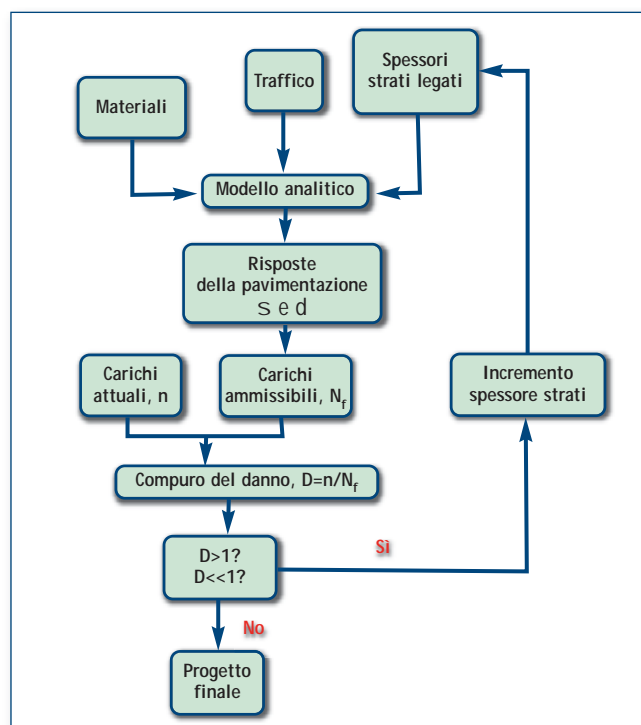 Materiali
Traffico
Spessori
strati legati
Modello analitico
Risposte
della pavimentazione
s e d
Carichi
attuali, n
Carichi
ammissibili, Nf
Incremento
spessore strati
Compuro del danno, D=n/Nf
D>1?
D<<1?
Sì
No
Progetto
finale